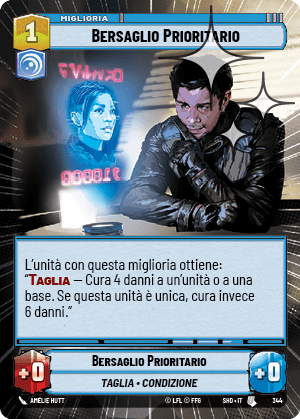 MIGLIORIA
1
BERSAGLIO PRIORITARIO
L'unità con questa miglioria ottiene:
"TAGLIA — Cura 4 danni a un'unità o a una
base. Se questa unità è unica, cura invece
6 danni."
BERSAGLIO PRIORITARIO
+0
TAGLIA • CONDIZIONE
+0
AMÉLIE HUTT
© LFL © FFG
SHD • IT
344